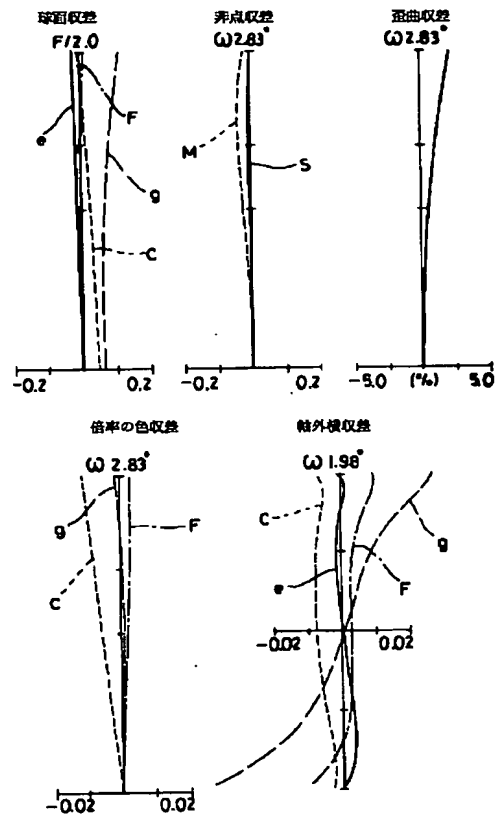 球面収差
F/2.0
F
e
g
C
-0.2
0.2
非点収差
ω2.83°
M
S
-0.2
0.2
歪曲収差
ω2.83°
-5.0
(%)
5.0
倍率の色収差
ω 2.83°
g
F
C
-0.02
0.02
軸外横収差
ω 1.98°
C
g
e
F
-0.02
0.02